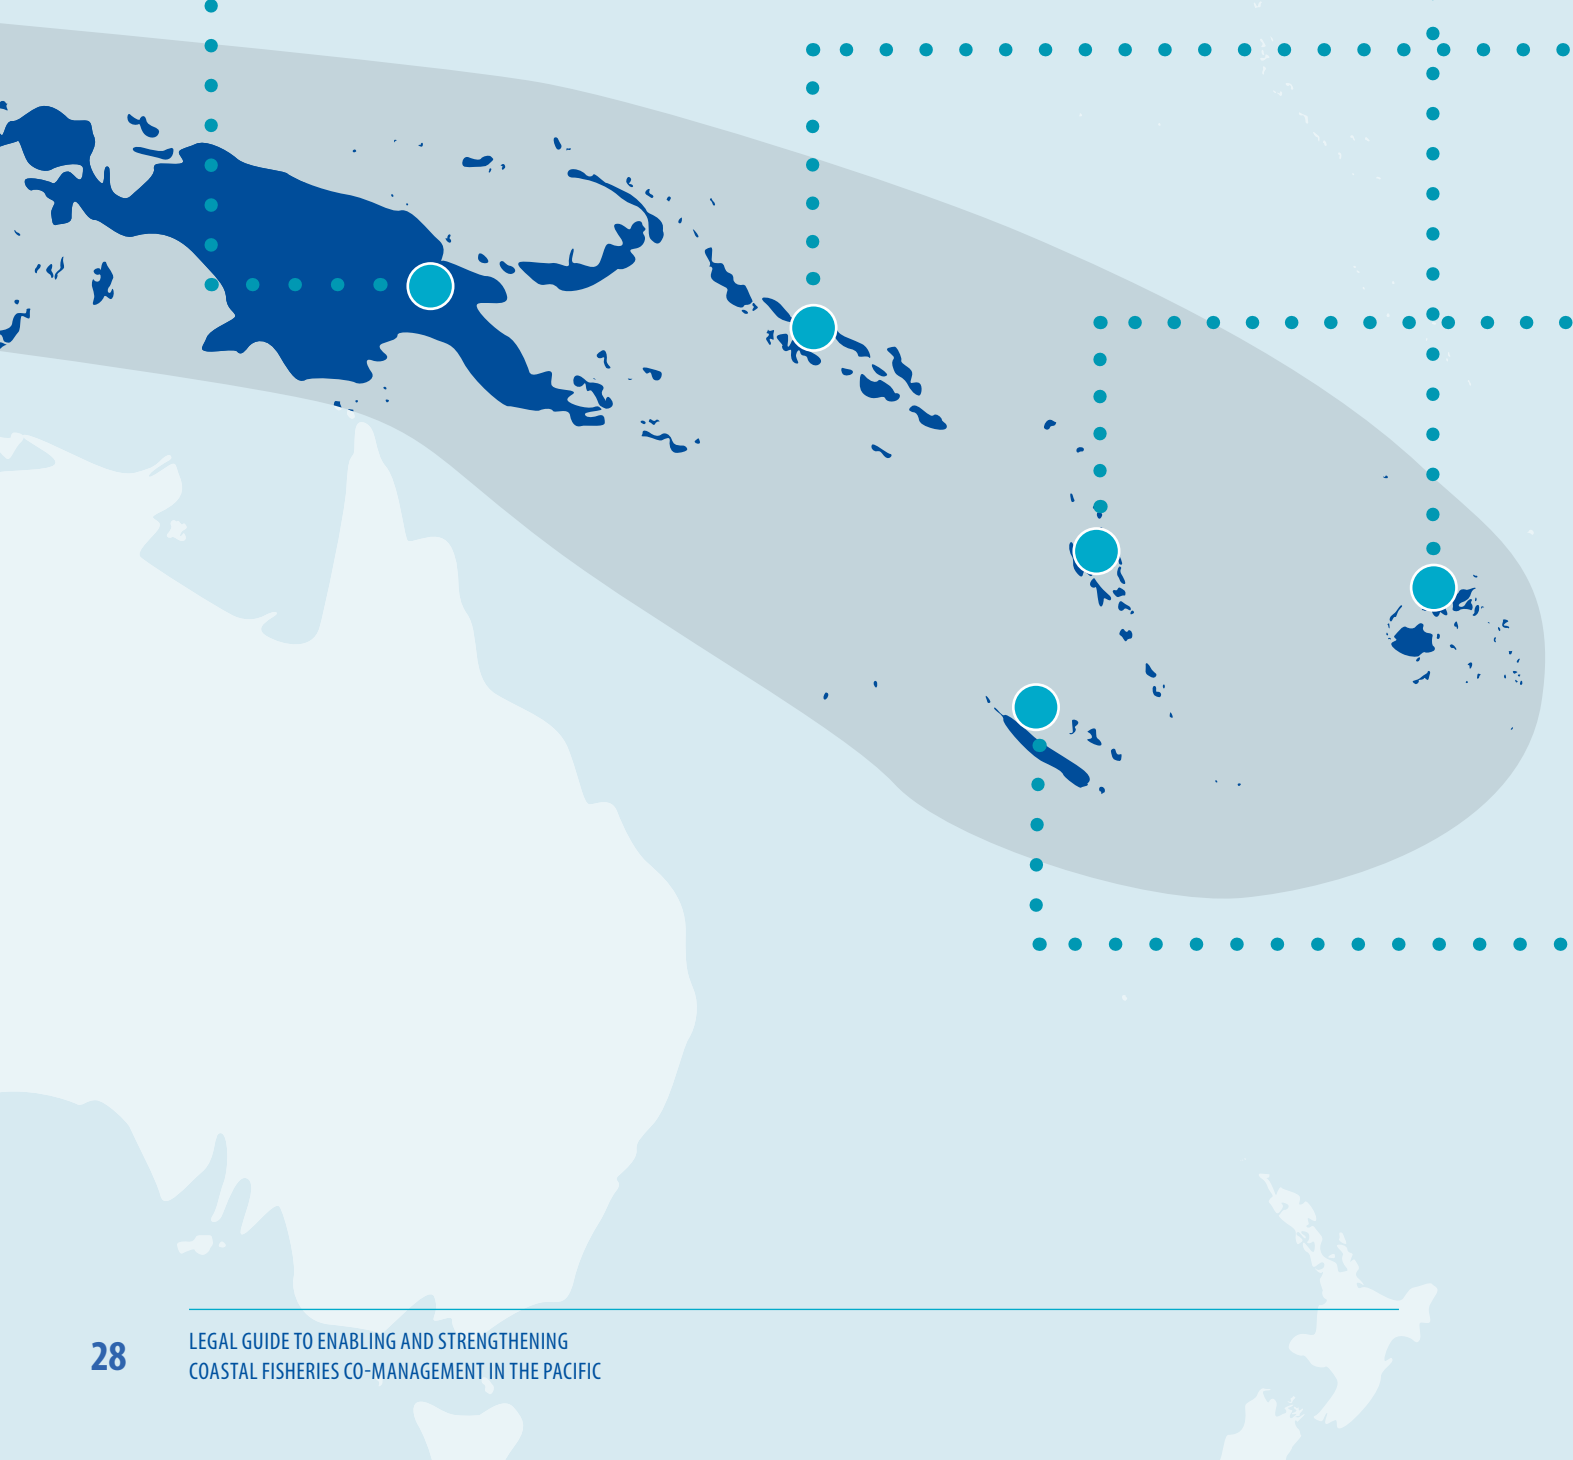 28
LEGAL GUIDE TO ENABLING AND STRENGTHENING
COASTAL FISHERIES CO-MANAGEMENT IN THE PACIFIC